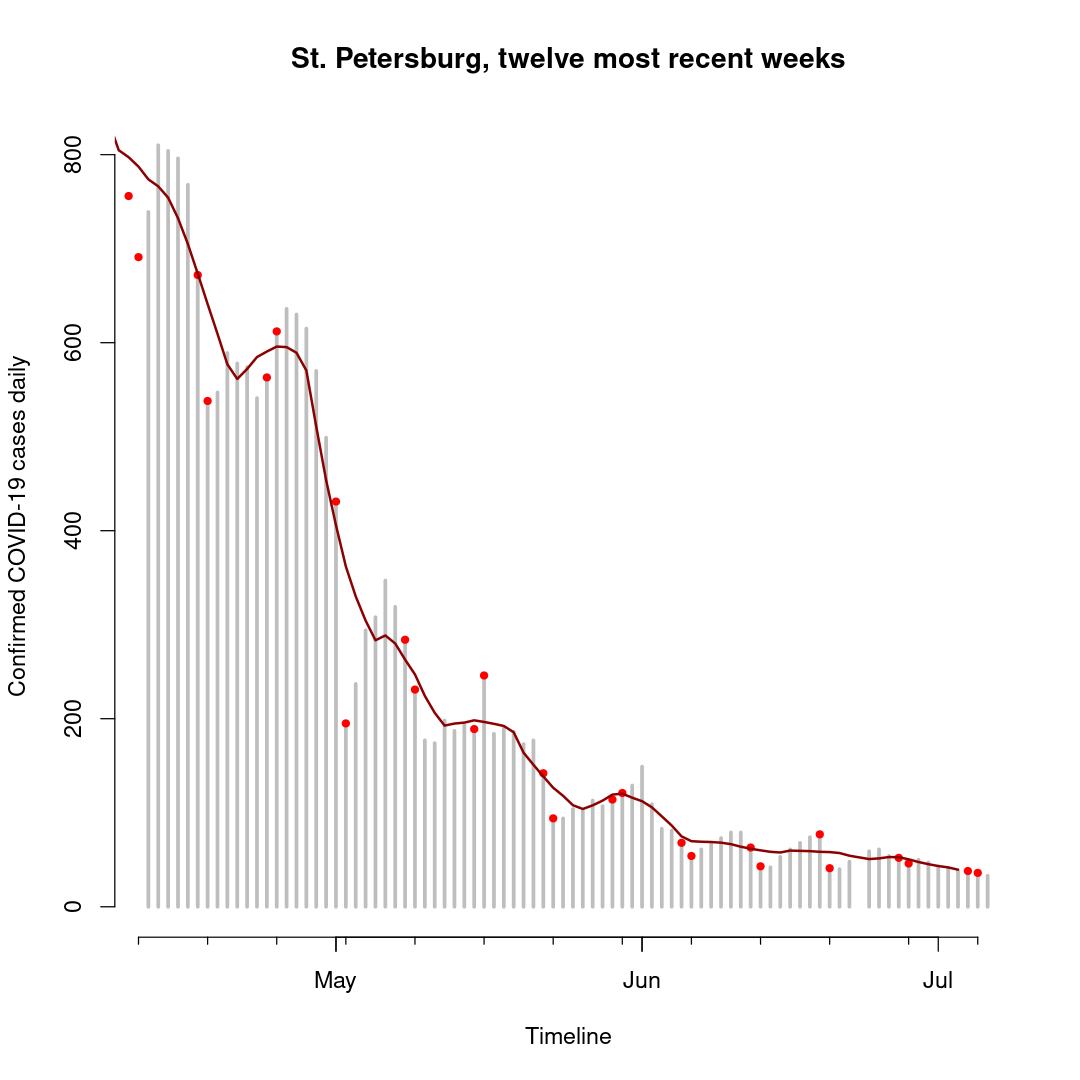 St. Petersburg, twelve most recent weeks
Confirmed COVID-19 cases daily
800
600
400
200
0
May
Jun
Jul
Timeline